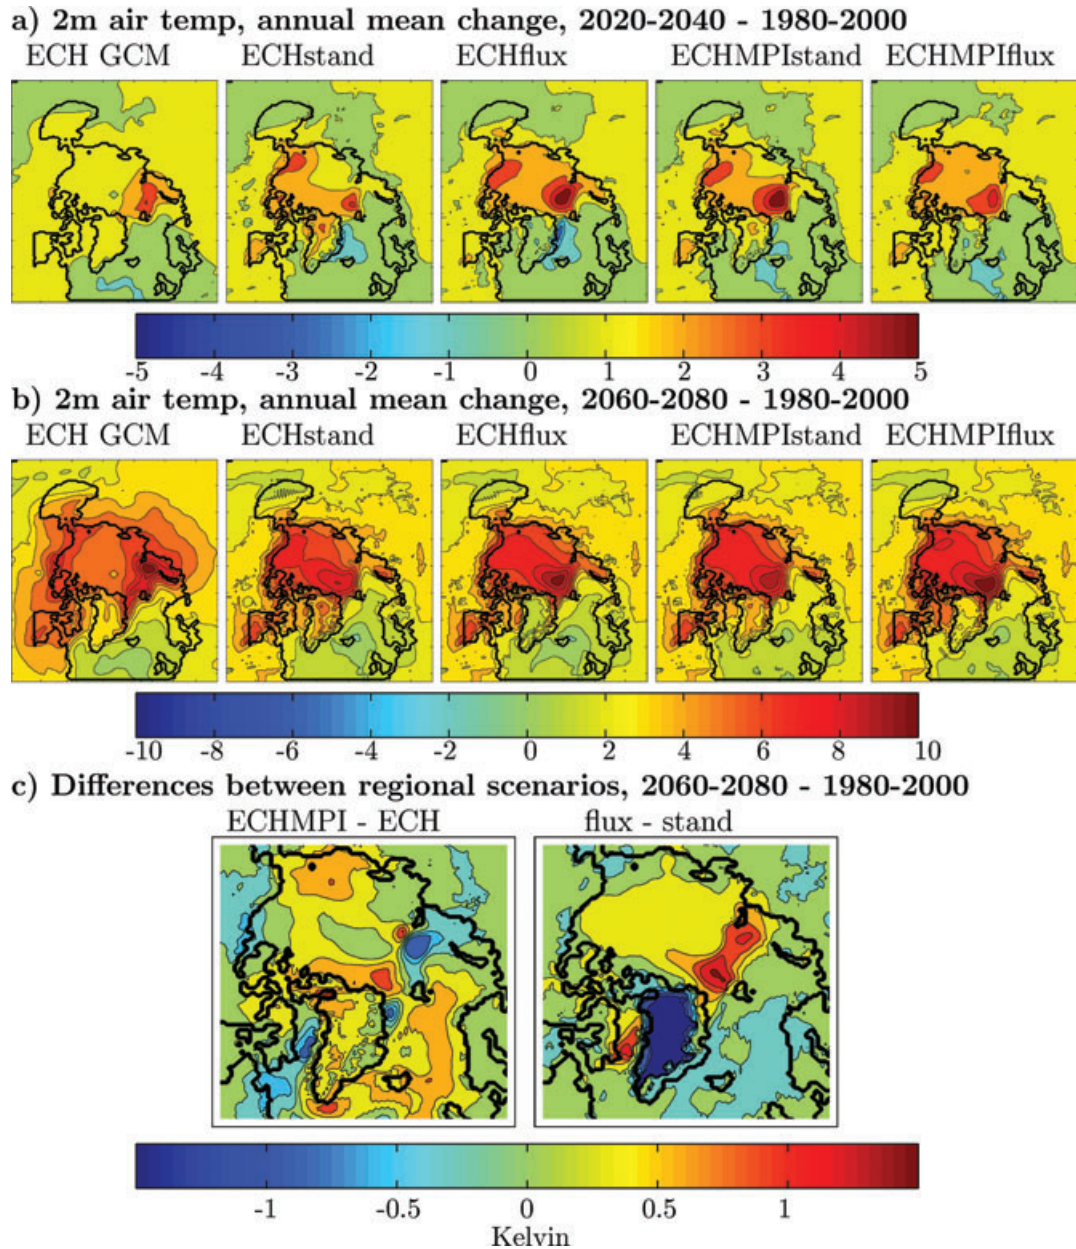 a) 2m air temp, annual mean change, 2020-2040 - 1980-2000
ECH GCM ECHstand ECHflux ECHMPIstand ECHMPIflux
-5 -4 -3 -2 -1 0 1 2 3 4 5
b) 2m air temp, annual mean change, 2060-2080 - 1980-2000
ECH GCM ECHstand ECHflux ECHMPIstand ECHMPIflux
-10 -8 -6 -4 -2 0 2 4 6 8 10
c) Differences between regional scenarios, 2060-2080 - 1980-2000
ECHMPI - ECH flux - stand
-1 -0.5 0 0.5 1
Kelvin